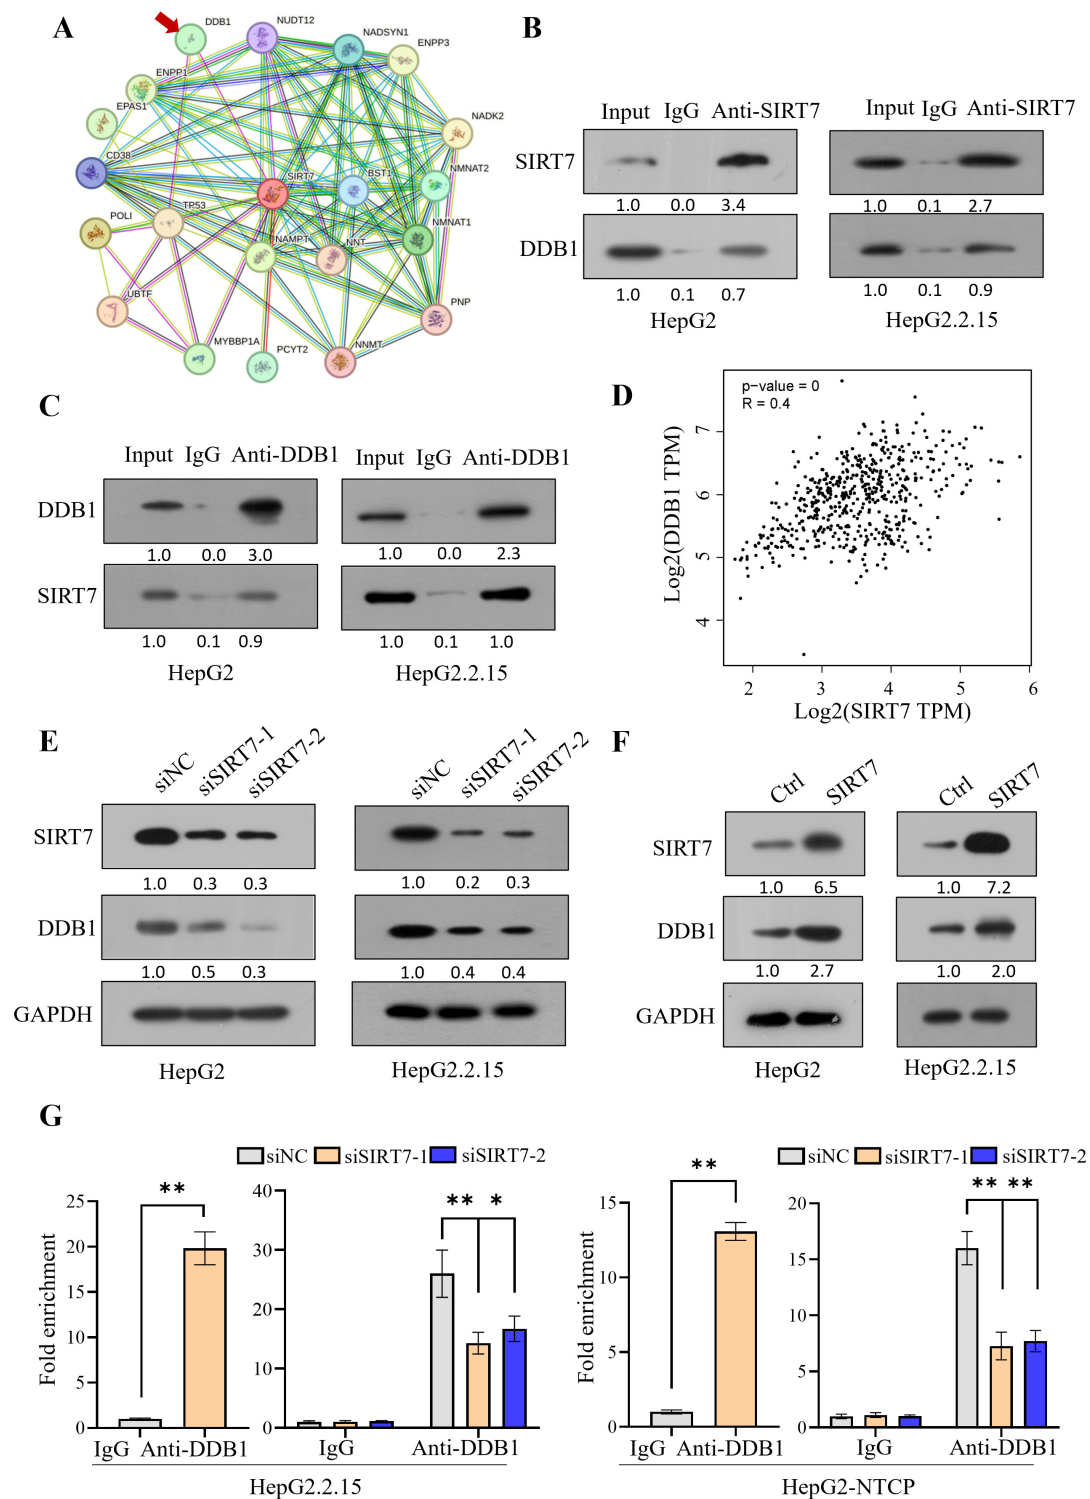 A
DDB1
NUDT12
NADSYN1
ENPP3
ENPP1
EPAS1
NADK2
CD38
SIRT7
BST1
NMNAT2
POLI
TP53
NMNAT1
NAMPT
NNT
UBTF
PNP
MYBBP1A
PCYT2
NNMT
B
Input IgG Anti-SIRT7
Input IgG Anti-SIRT7
SIRT7
1.0 0.0 3.4
1.0 0.1 2.7
DDB1
1.0 0.1 0.7
1.0 0.1 0.9
HepG2
HepG2.2.15
C
Input IgG Anti-DDB1
Input IgG Anti-DDB1
DDB1
1.0 0.0 3.0
1.0 0.0 2.3
SIRT7
1.0 0.1 0.9
1.0 0.1 1.0
HepG2
HepG2.2.15
D
p-value = 0
R = 0.4
Log2(DDB1 TPM)
7
6
5
4
2 3 4 5 6
Log2(SIRT7 TPM)
E
siNC siSIRT7-1 siSIRT7-2
siNC siSIRT7-1 siSIRT7-2
SIRT7
1.0 0.3 0.3
1.0 0.2 0.3
DDB1
1.0 0.5 0.3
1.0 0.4 0.4
GAPDH
HepG2
HepG2.2.15
F
Ctrl SIRT7
Ctrl SIRT7
SIRT7
1.0 6.5
1.0 7.2
DDB1
1.0 2.7
1.0 2.0
GAPDH
HepG2
HepG2.2.15
G
siNC siSIRT7-1 siSIRT7-2
Fold enrichment
25
20
15
10
5
0
**
IgG Anti-DDB1
40
30
20
10
0
** *
IgG Anti-DDB1
HepG2.2.15
siNC siSIRT7-1 siSIRT7-2
Fold enrichment
15
10
5
0
**
IgG Anti-DDB1
20
15
10
5
0
** **
IgG Anti-DDB1
HepG2-NTCP